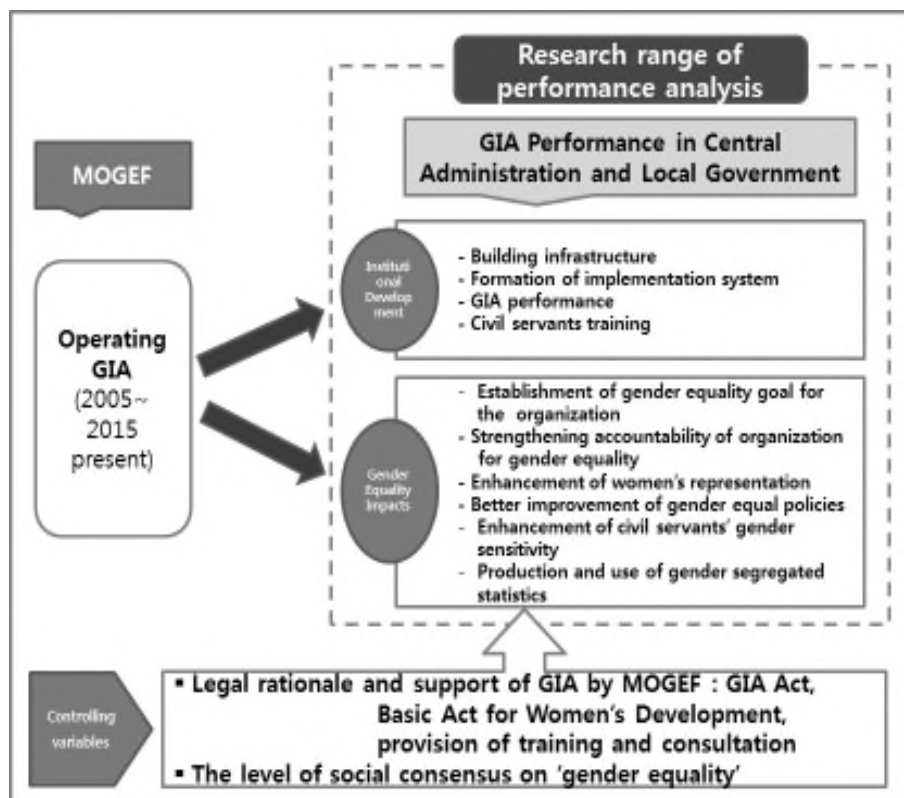 Research range of
performance analysis
GIA Performance in Central
Administration and Local Government
MOGEF
Operating
GIA
(2005~
2015
present)
Instituti
onal
Develop
ment
- Building infrastructure
- Formation of implementation system
- GIA performance
- Civil servants training
Gender
Equality
Impacts
- Establishment of gender equality goal for
the organization
- Strengthening accountability of organization
for gender equality
- Enhancement of women's representation
- Better improvement of gender equal policies
- Enhancement of civil servants' gender
sensitivity
- Production and use of gender segregated
statistics
Controlling
variables
▪ Legal rationale and support of GIA by MOGEF : GIA Act,
Basic Act for Women's Development,
provision of training and consultation
▪ The level of social consensus on 'gender equality'